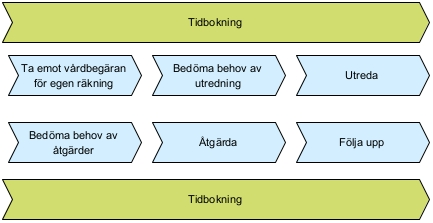 Tidbokning
Ta emot vårdbegäran
för egen räkning
Bedöma behov av
utredning
Utreda
Bedöma behov av
åtgärder
Åtgärda
Följa upp
Tidbokning